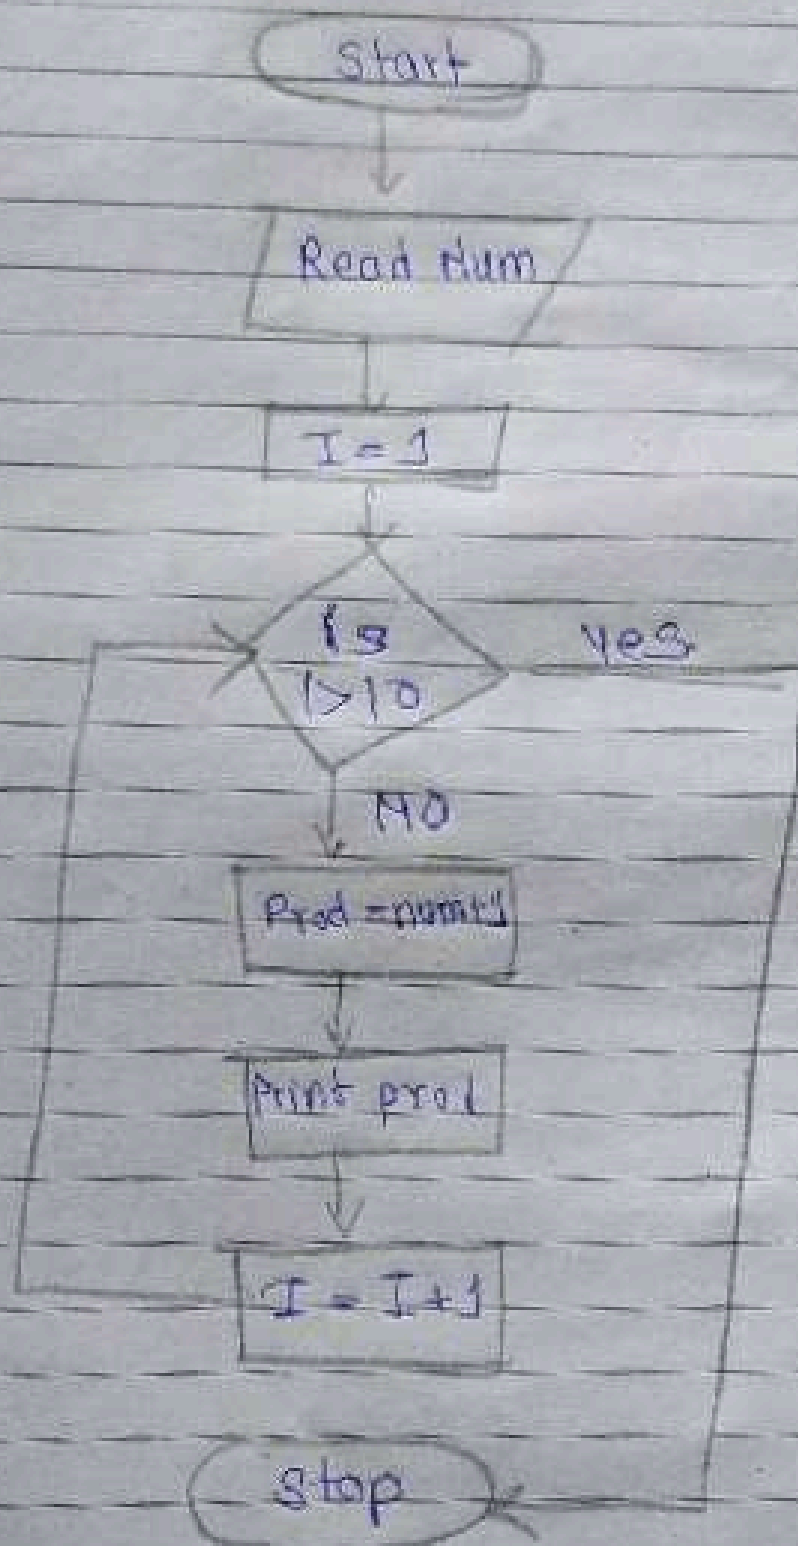 Start
Read Num
I = 1
Is
I>10
Yes
NO
Prod = num*I
Print prod
I = I + 1
Stop